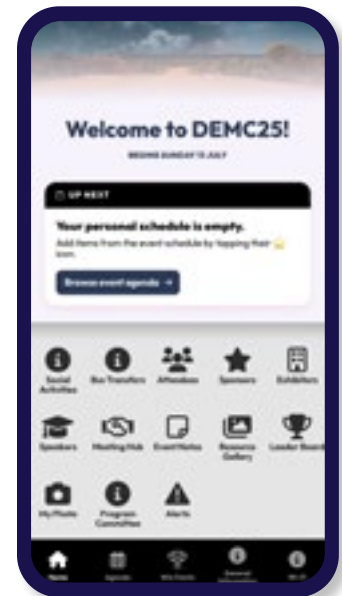 Welcome to DEMC25!
BEGINS SUNDAY 13 JULY
UP NEXT
Your personal schedule is empty.
Add items from the event schedule by tapping their
icon.
Browse event agenda →
Social Activities
Bus Transfers
Attendees
Sponsors
Exhibitors
Speakers
Meeting Hub
Event Notes
Resource Gallery
Leader Board
My Photo
Program Committee
Alerts
Home
Agenda
General Information